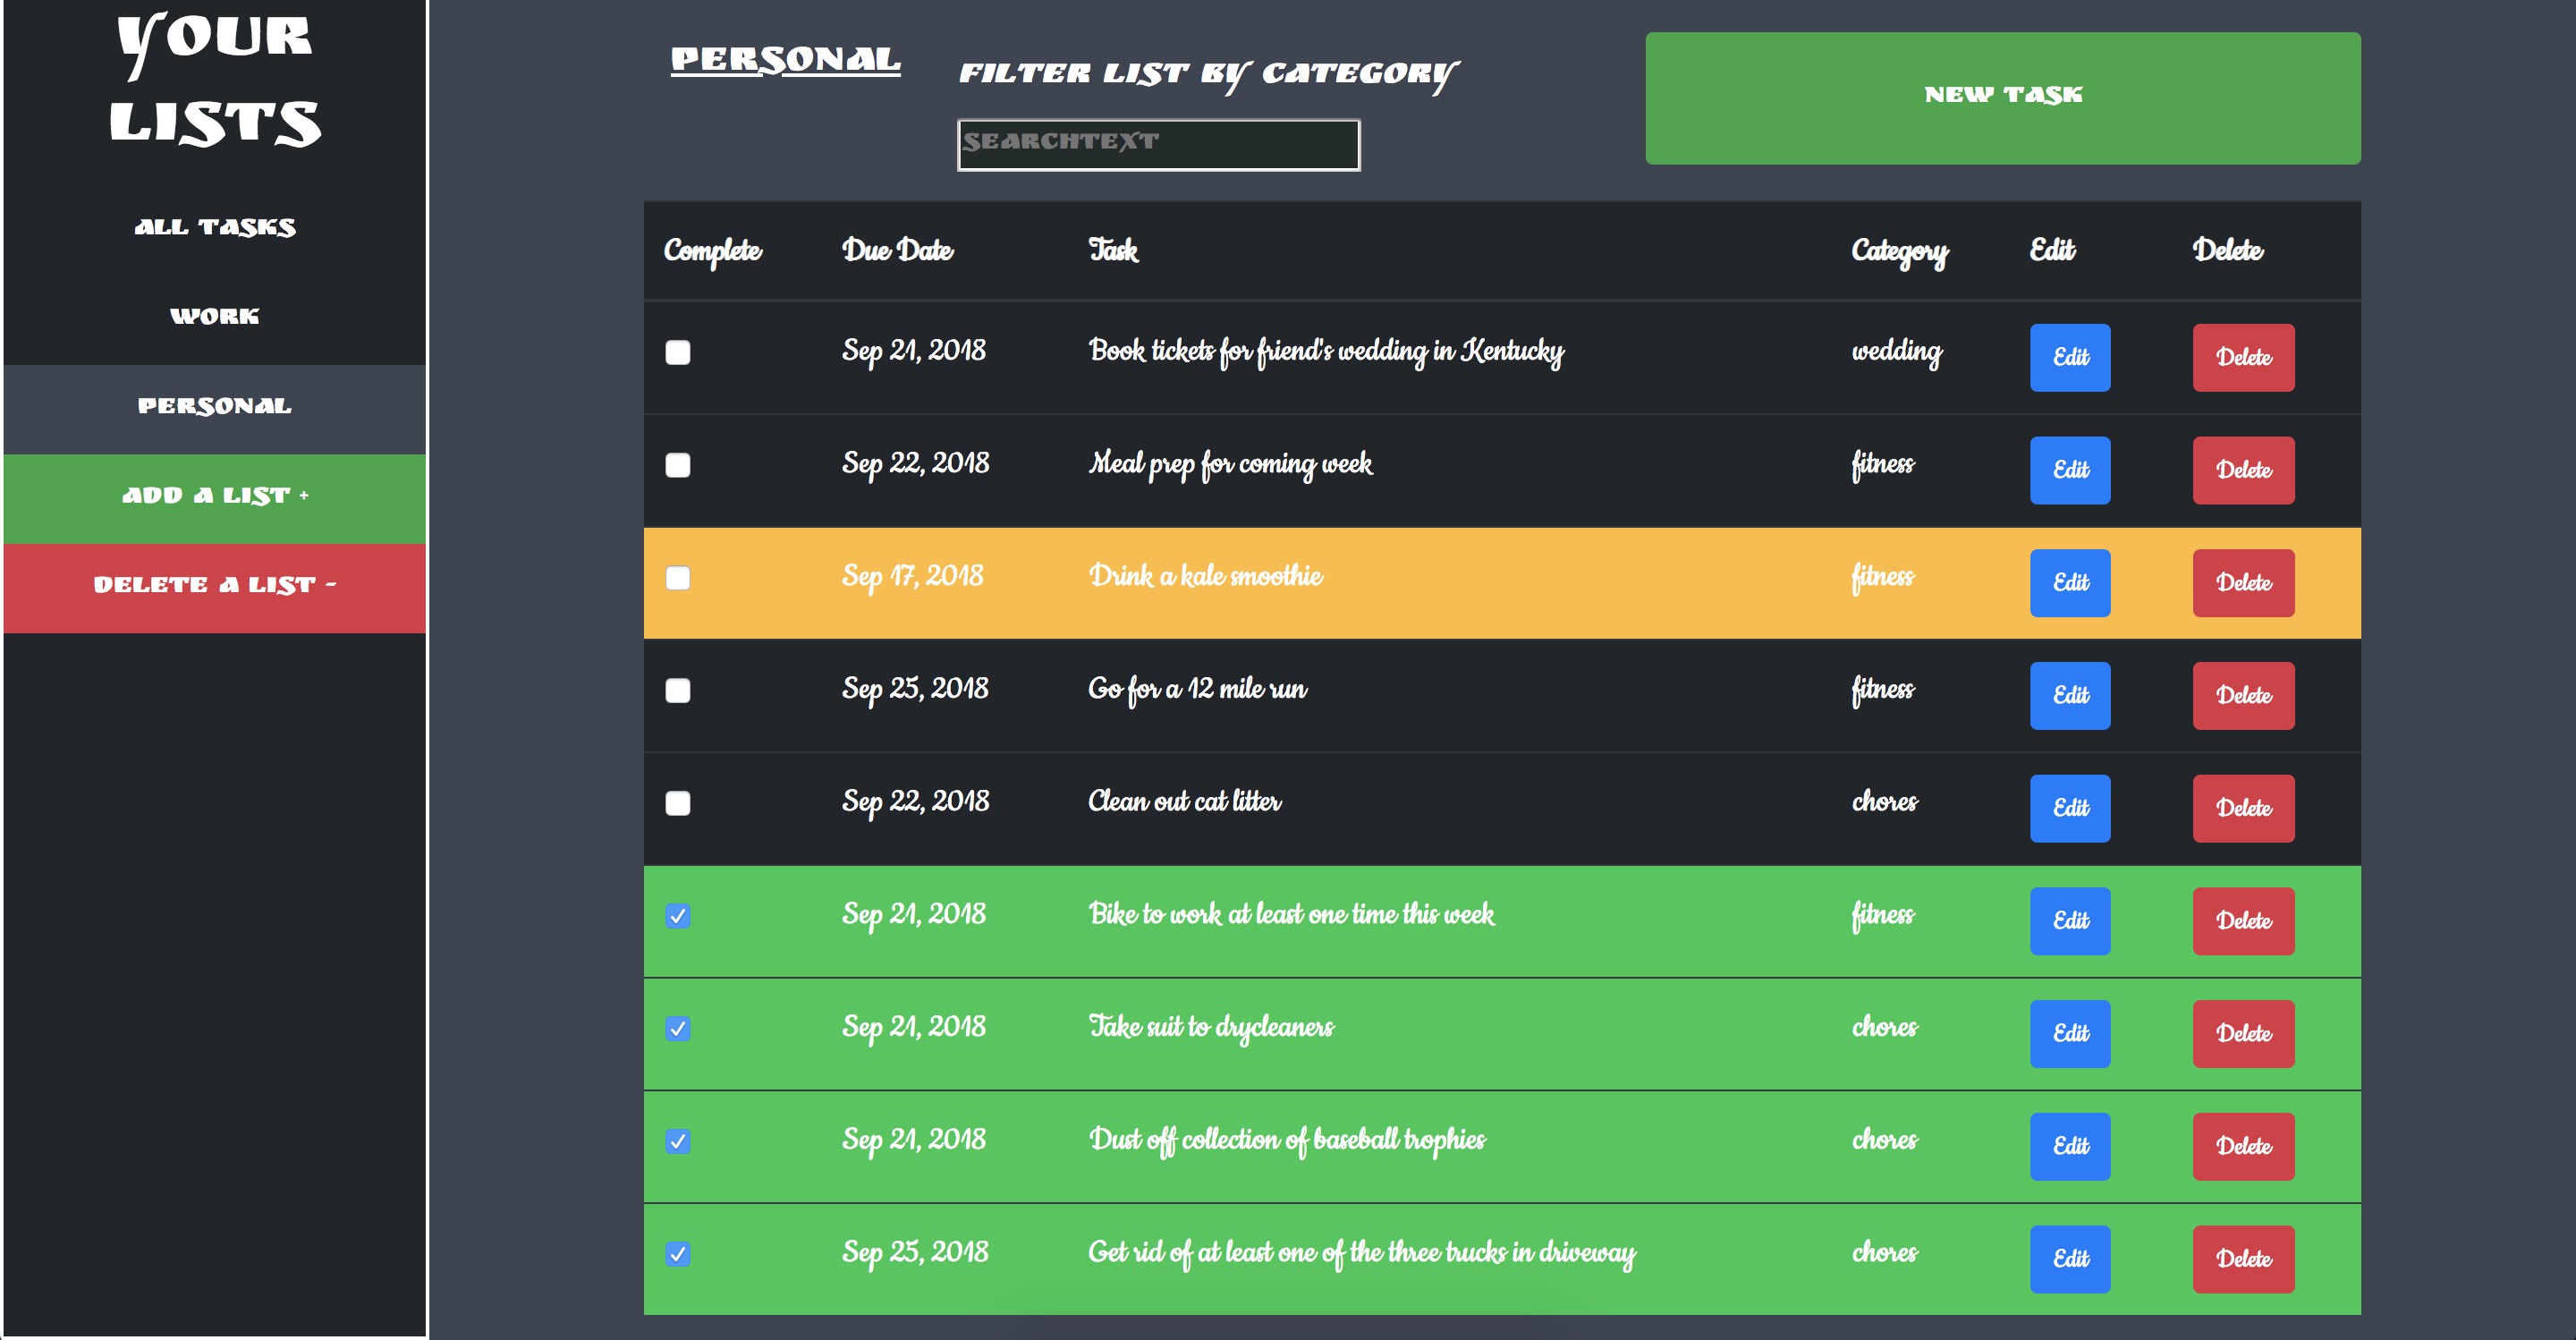 YOUR
LISTS
ALL TASKS
WORK
PERSONAL
ADD A LIST +
DELETE A LIST -
PERSONAL
FILTER LIST BY CATEGORY
SEARCHTEXT
NEW TASK
Complete Due Date Task Category Edit Delete
Sep 21, 2018 Book tickets for friend's wedding in Kentucky wedding Edit Delete
Sep 22, 2018 Meal prep for coming week fitness Edit Delete
Sep 17, 2018 Drink a kale smoothie fitness Edit Delete
Sep 25, 2018 Go for a 12 mile run fitness Edit Delete
Sep 22, 2018 Clean out cat litter chores Edit Delete
Sep 21, 2018 Bike to work at least one time this week fitness Edit Delete
Sep 21, 2018 Take suit to drycleaners chores Edit Delete
Sep 21, 2018 Dust off collection of baseball trophies chores Edit Delete
Sep 25, 2018 Get rid of at least one of the three trucks in driveway chores Edit Delete